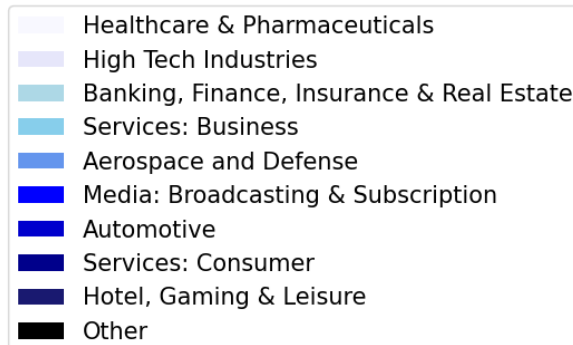 Healthcare & Pharmaceuticals
High Tech Industries
Banking, Finance, Insurance & Real Estate
Services: Business
Aerospace and Defense
Media: Broadcasting & Subscription
Automotive
Services: Consumer
Hotel, Gaming & Leisure
Other